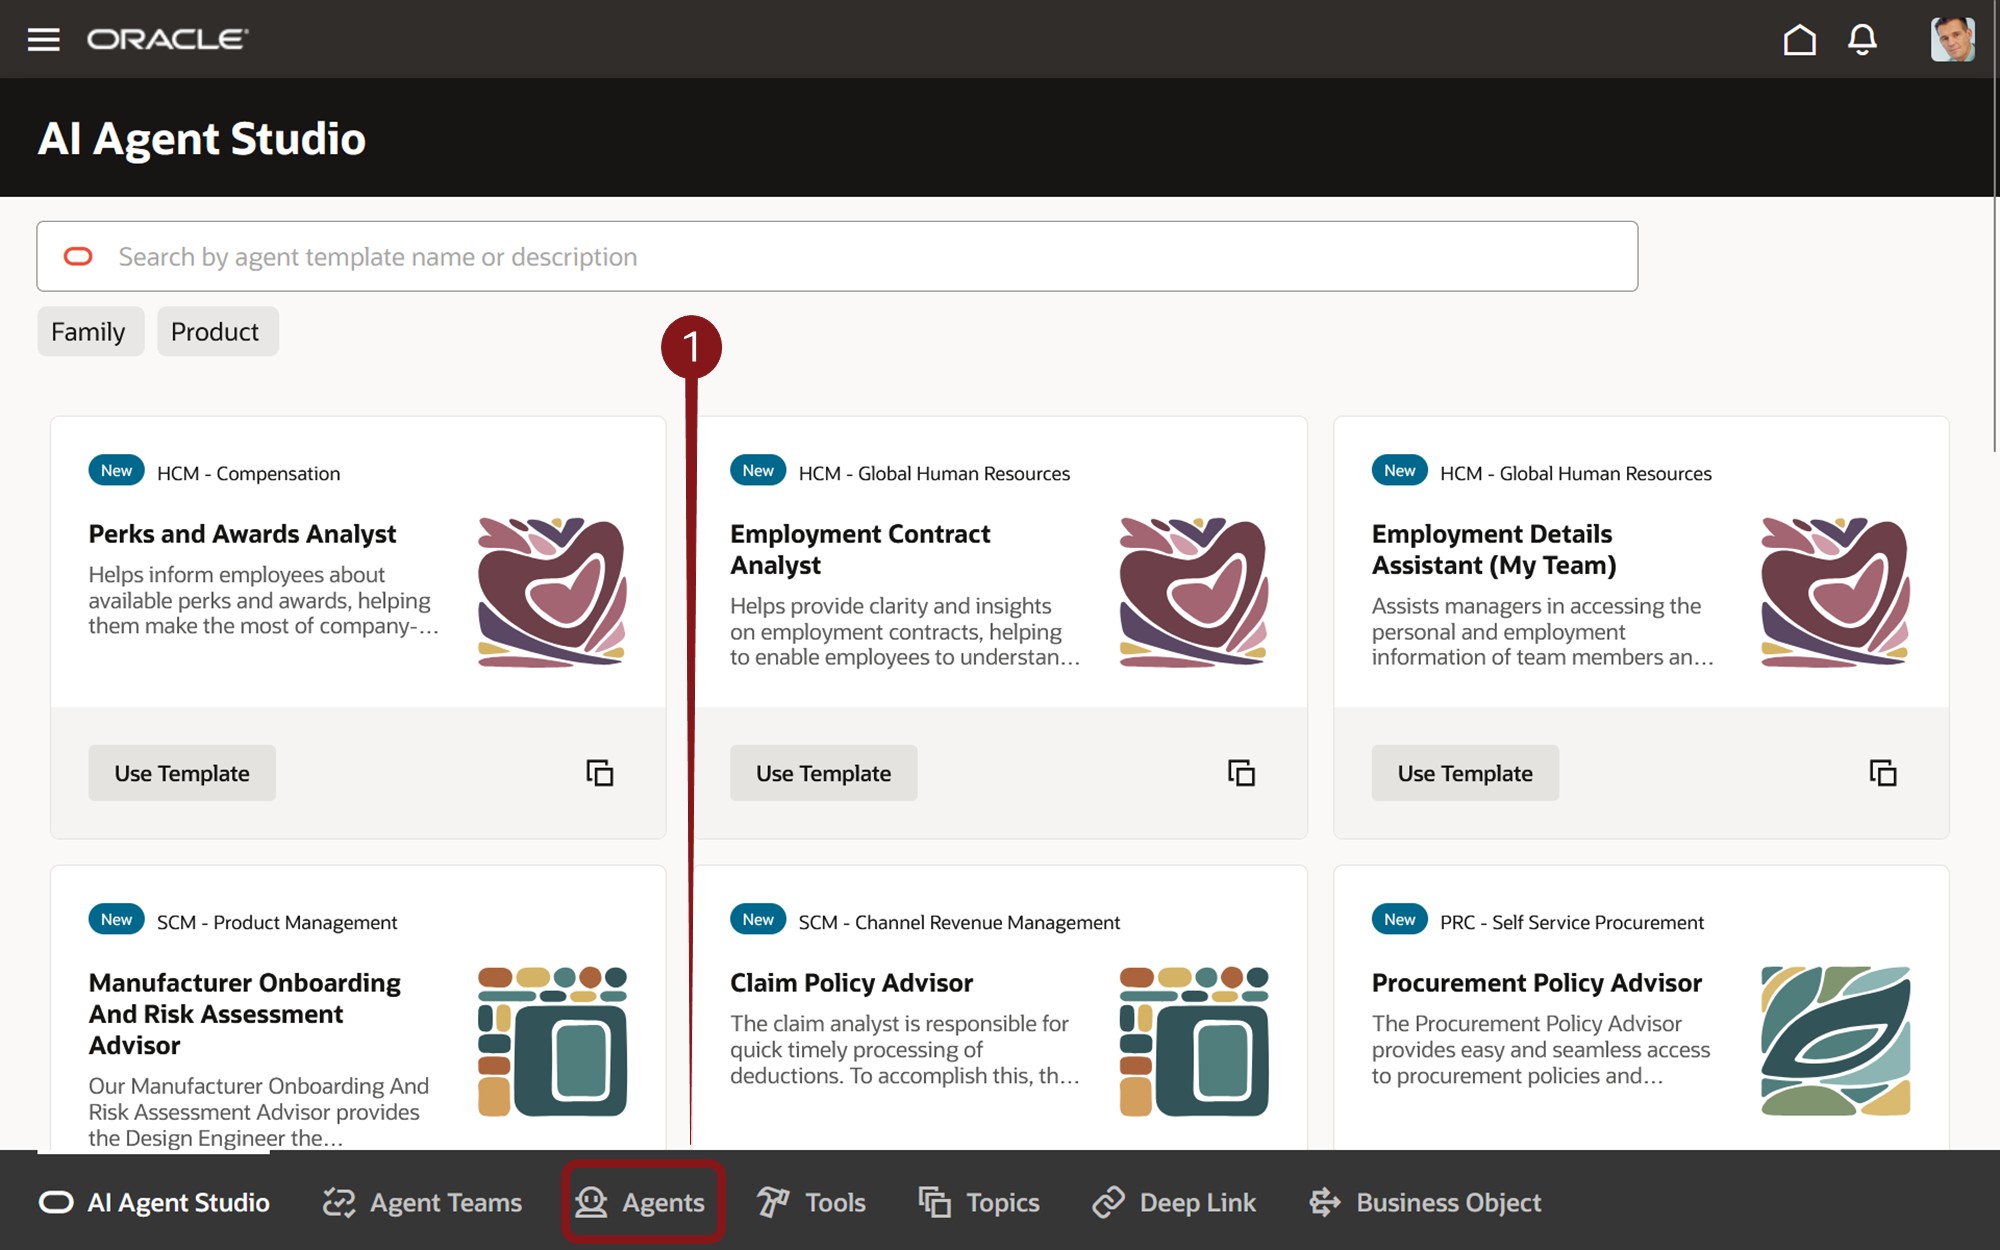 ORACLE
AI Agent Studio
Search by agent template name or description
Family
Product
1
New
HCM - Compensation
Perks and Awards Analyst
Helps inform employees about
available perks and awards, helping
them make the most of company-...
Use Template
New
HCM - Global Human Resources
Employment Contract
Analyst
Helps provide clarity and insights
on employment contracts, helping
to enable employees to understan...
Use Template
New
HCM - Global Human Resources
Employment Details
Assistant (My Team)
Assists managers in accessing the
personal and employment
information of team members an...
Use Template
New
SCM - Product Management
Manufacturer Onboarding
And Risk Assessment
Advisor
Our Manufacturer Onboarding And
Risk Assessment Advisor provides
the Design Engineer the...
New
SCM - Channel Revenue Management
Claim Policy Advisor
The claim analyst is responsible for
quick timely processing of
deductions. To accomplish this, th...
New
PRC - Self Service Procurement
Procurement Policy Advisor
The Procurement Policy Advisor
provides easy and seamless access
to procurement policies and...
AI Agent Studio
Agent Teams
Agents
Tools
Topics
Deep Link
Business Object